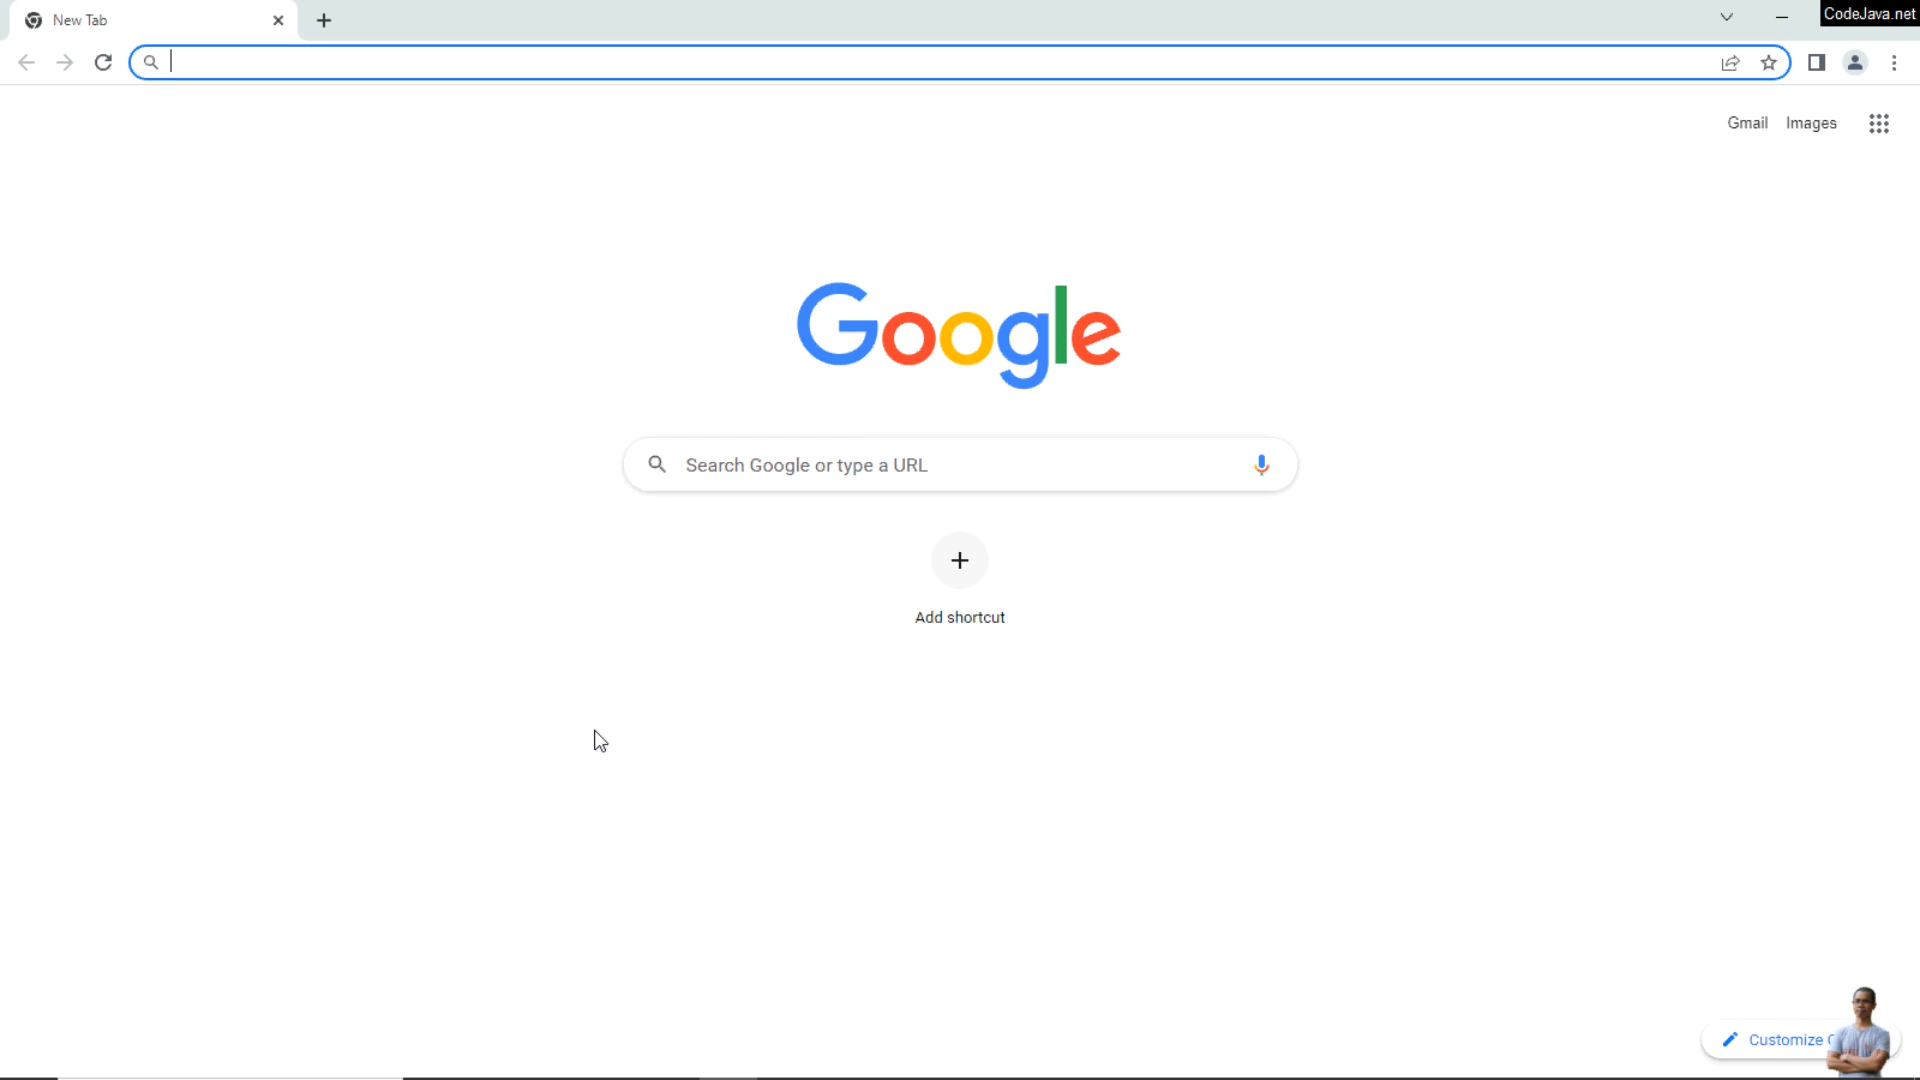 New Tab
CodeJava.net
Gmail Images
Google
Search Google or type a URL
Add shortcut
Customize